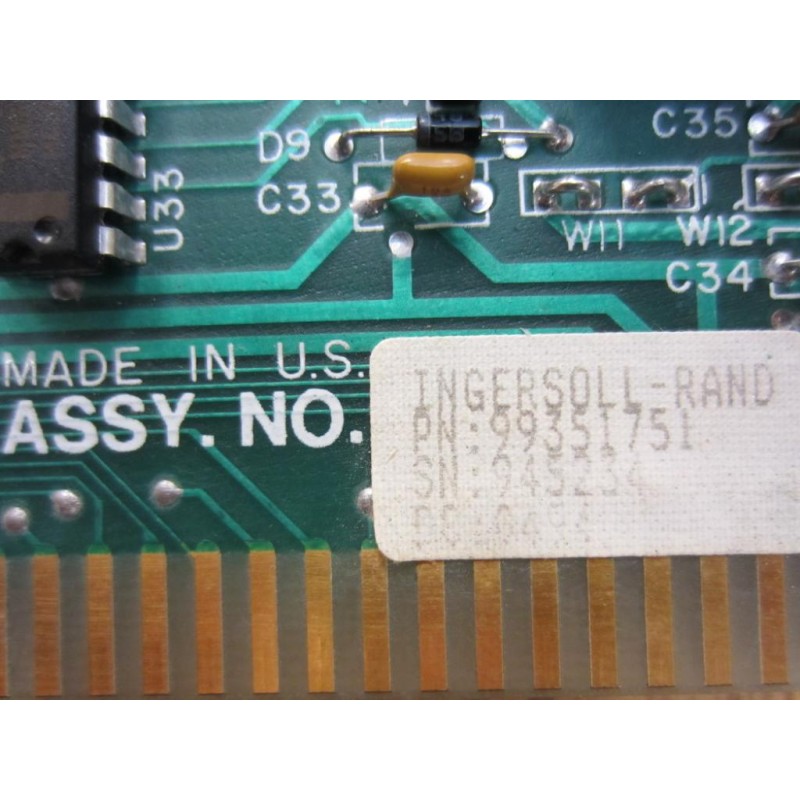 D9
C35
C33
U33
W11
W12
C34
MADE IN U.S.
ASSY. NO.
INGERSOLL-RAND
PN:99351751
SN:945234